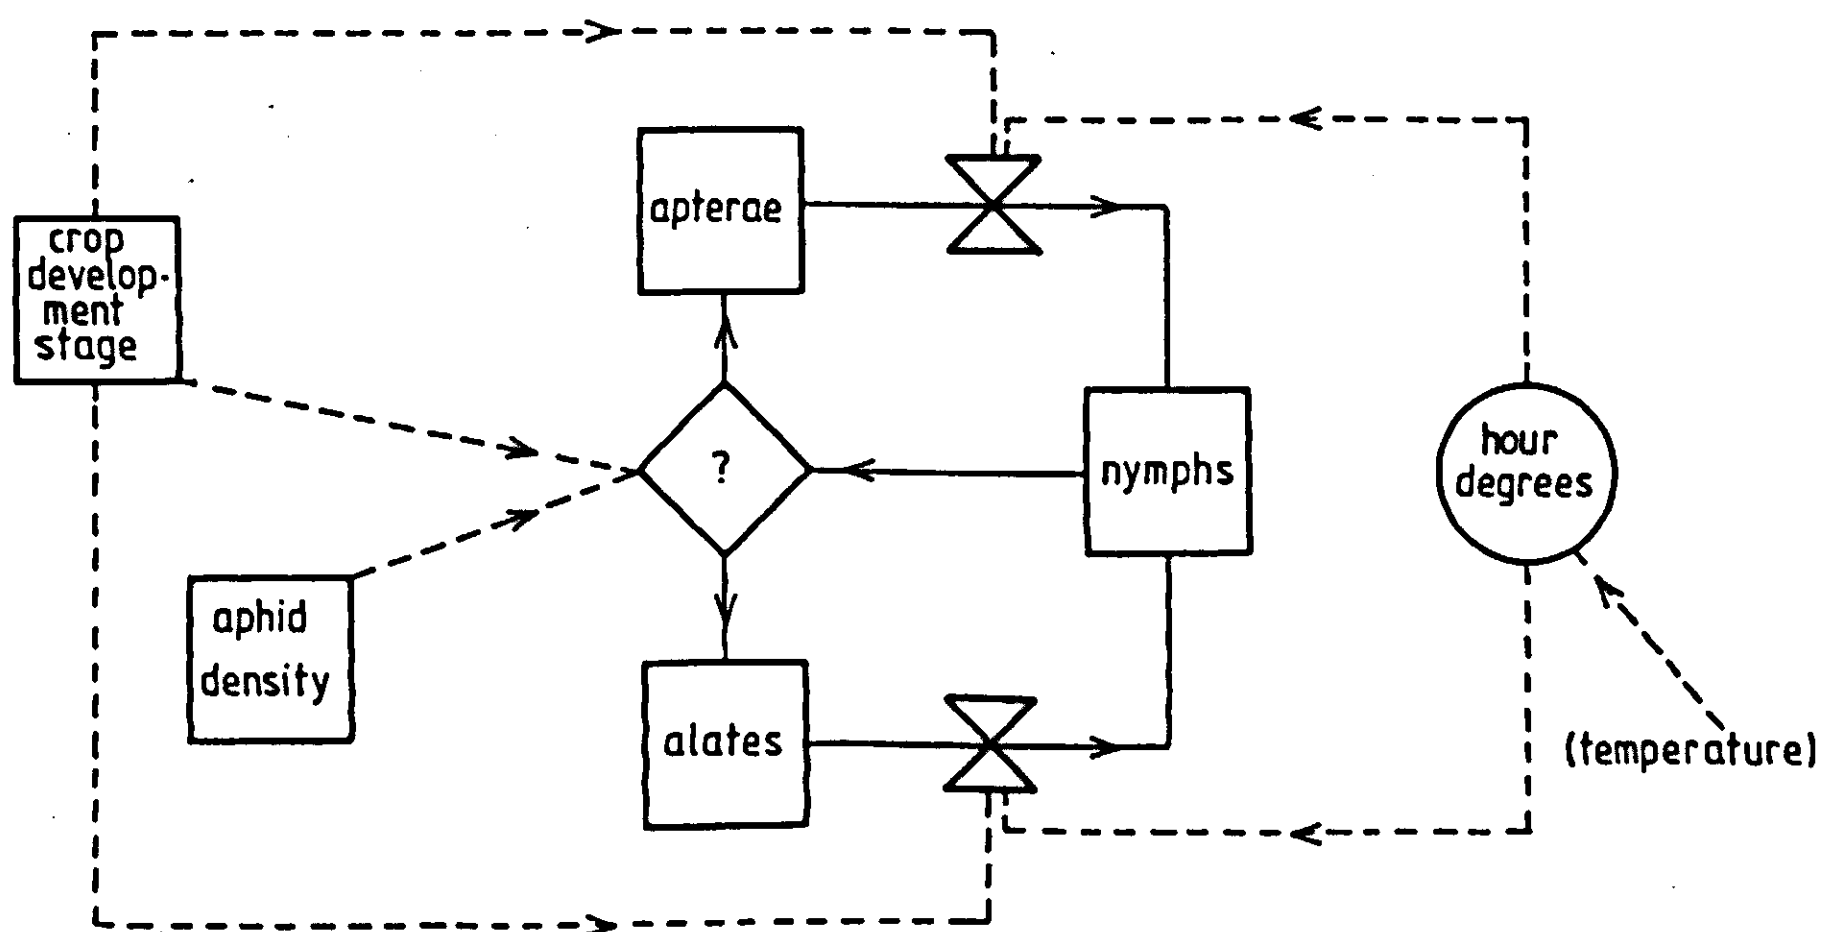 apterae
crop
develop-
ment
stage
?
nymphs
hour
degrees
aphid
density
alates
(temperature)